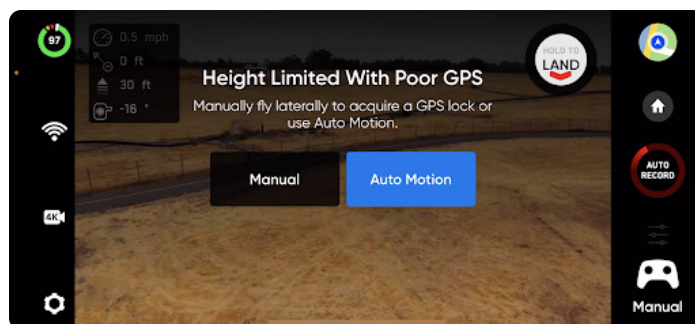 97
0.5 mph
0 ft
30 ft
-16 °
HOLD TO
LAND
Height Limited With Poor GPS
Manually fly laterally to acquire a GPS lock or
use Auto Motion.
Manual
Auto Motion
4K
AUTO
RECORD
Manual